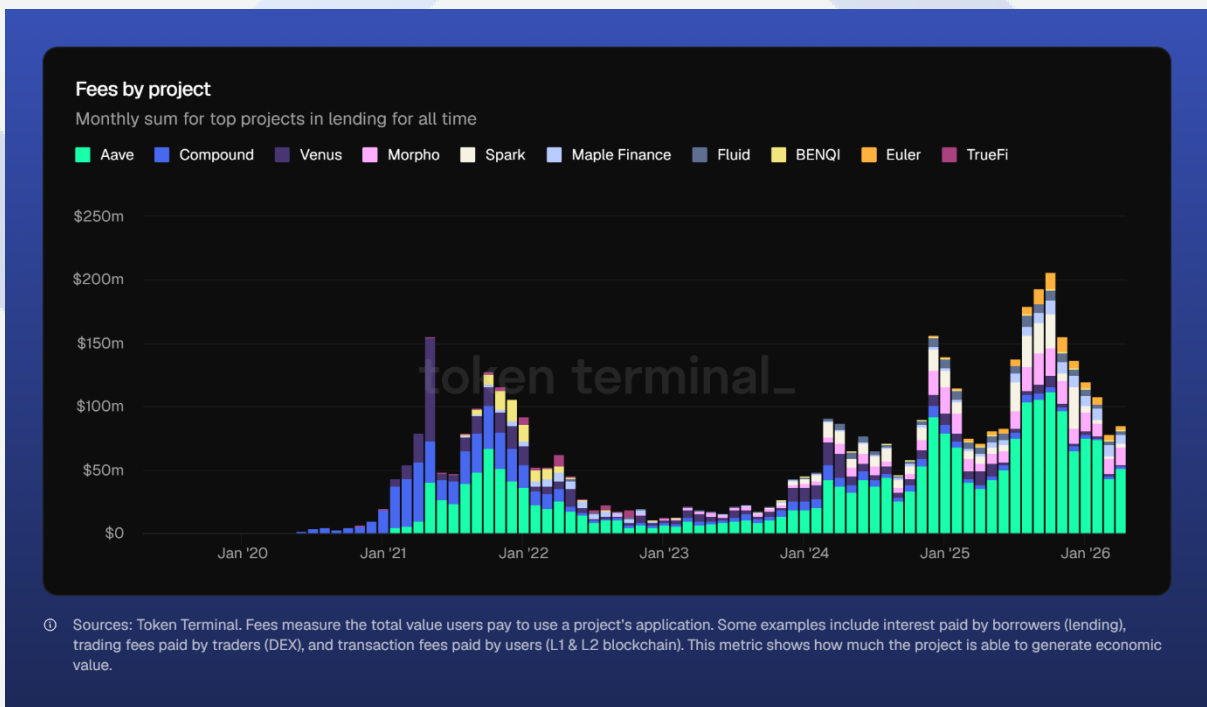 Fees by project
Monthly sum for top projects in lending for all time
Aave Compound Venus Morpho Spark Maple Finance Fluid BENQI Euler TrueFi
$250m
$200m
$150m
token terminal_
$100m
$50m
$0
Jan '20 Jan '21 Jan '22 Jan '23 Jan '24 Jan '25 Jan '26
Sources: Token Terminal. Fees measure the total value users pay to use a project's application. Some examples include interest paid by borrowers (lending),
trading fees paid by traders (DEX), and transaction fees paid by users (L1 & L2 blockchain). This metric shows how much the project is able to generate economic
value.